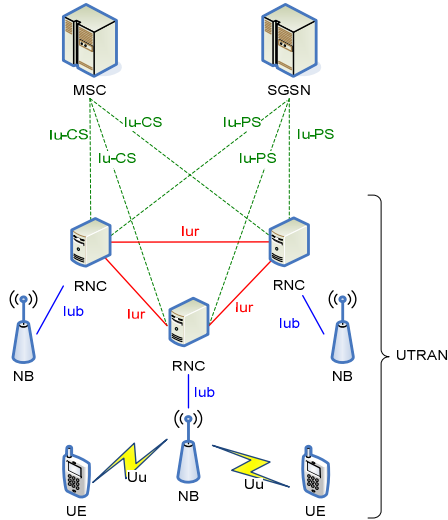 MSC
SGSN
Iu-CS
Iu-CS
Iu-PS
Iu-PS
Iu-CS
Iu-PS
Iur
RNC
RNC
Iub
Iur
Iur
Iub
NB
RNC
NB
UTRAN
Iub
Uu
Uu
UE
NB
UE